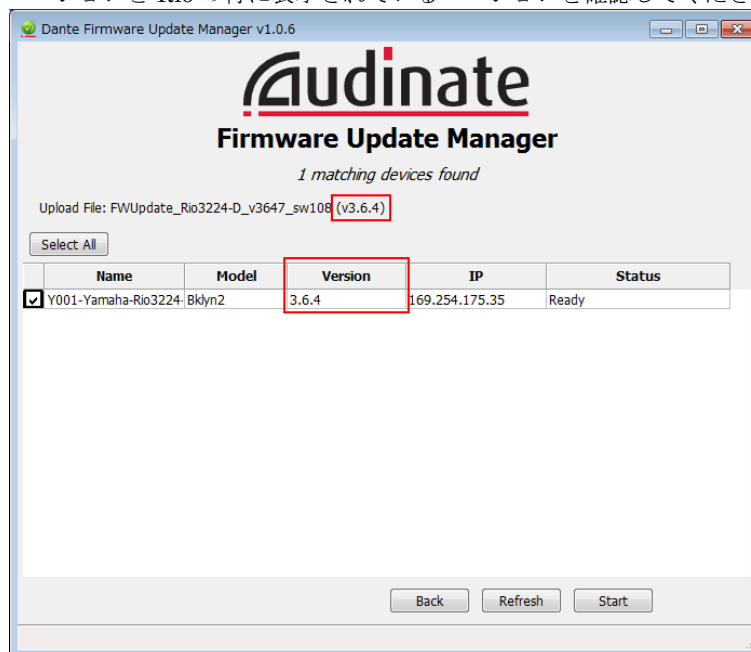 Dante Firmware Update Manager v1.0.6
Audinate
Firmware Update Manager
1 matching devices found
Upload File: FWUpdate_Rio3224-D_v3647_sw108 (v3.6.4)
Select All
Name Model Version IP Status
Y001-Yamaha-Rio3224- Bklyn2 3.6.4 169.254.175.35 Ready
Back Refresh Start